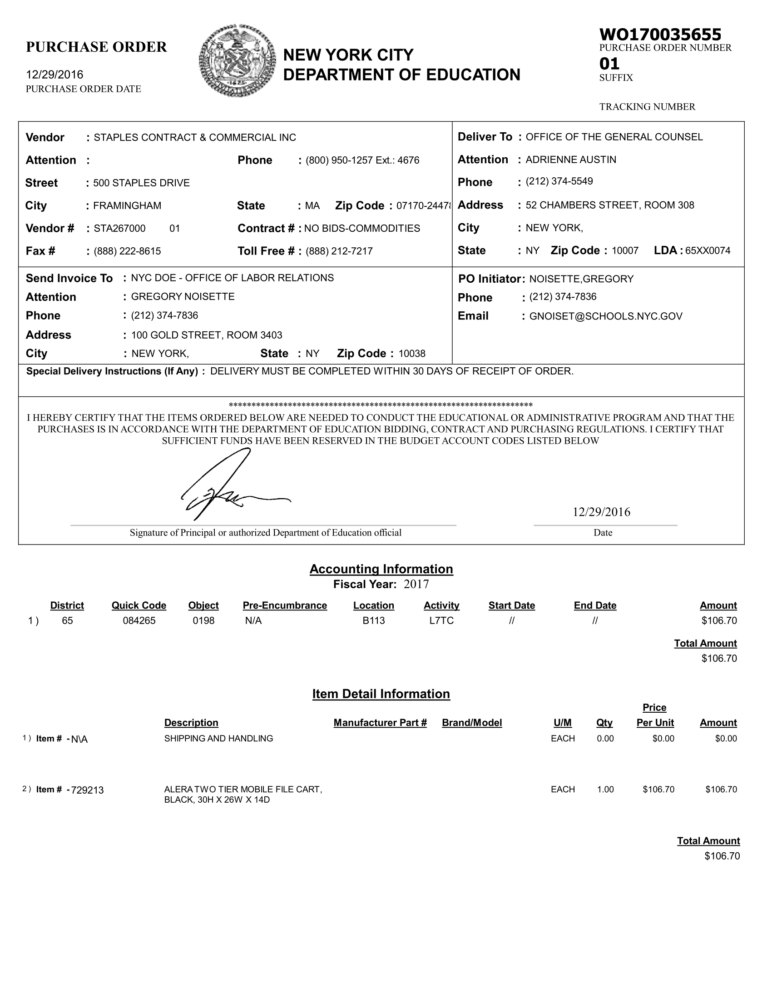 PURCHASE ORDER
12/29/2016
PURCHASE ORDER DATE
NEW YORK CITY
DEPARTMENT OF EDUCATION
WO170035655
PURCHASE ORDER NUMBER
01
SUFFIX
TRACKING NUMBER
Vendor : STAPLES CONTRACT & COMMERCIAL INC
Attention : Phone : (800) 950-1257 Ext.: 4676
Street : 500 STAPLES DRIVE
City : FRAMINGHAM State : MA Zip Code : 07170-24478
Vendor # : STA267000 01 Contract # : NO BIDS-COMMODITIES
Fax # : (888) 222-8615 Toll Free # : (888) 212-7217
Deliver To : OFFICE OF THE GENERAL COUNSEL
Attention : ADRIENNE AUSTIN
Phone : (212) 374-5549
Address : 52 CHAMBERS STREET, ROOM 308
City : NEW YORK,
State : NY Zip Code : 10007 LDA : 65XX0074
Send Invoice To : NYC DOE - OFFICE OF LABOR RELATIONS
Attention : GREGORY NOISETTE
Phone : (212) 374-7836
Address : 100 GOLD STREET, ROOM 3403
City : NEW YORK, State : NY Zip Code : 10038
PO Initiator: NOISETTE,GREGORY
Phone : (212) 374-7836
Email : GNOISET@SCHOOLS.NYC.GOV
Special Delivery Instructions (If Any) : DELIVERY MUST BE COMPLETED WITHIN 30 DAYS OF RECEIPT OF ORDER.
*******************************************************************
I HEREBY CERTIFY THAT THE ITEMS ORDERED BELOW ARE NEEDED TO CONDUCT THE EDUCATIONAL OR ADMINISTRATIVE PROGRAM AND THAT THE
PURCHASES IS IN ACCORDANCE WITH THE DEPARTMENT OF EDUCATION BIDDING, CONTRACT AND PURCHASING REGULATIONS. I CERTIFY THAT
SUFFICIENT FUNDS HAVE BEEN RESERVED IN THE BUDGET ACCOUNT CODES LISTED BELOW
12/29/2016
Signature of Principal or authorized Department of Education official Date
Accounting Information
Fiscal Year: 2017
District Quick Code Object Pre-Encumbrance Location Activity Start Date End Date Amount
1 ) 65 084265 0198 N/A B113 L7TC // // $106.70
Total Amount
$106.70
Item Detail Information
Price
Description Manufacturer Part # Brand/Model U/M Qty Per Unit Amount
1 ) Item # - N\A SHIPPING AND HANDLING EACH 0.00 $0.00 $0.00
2 ) Item # - 729213 ALERA TWO TIER MOBILE FILE CART, EACH 1.00 $106.70 $106.70
BLACK, 30H X 26W X 14D
Total Amount
$106.70